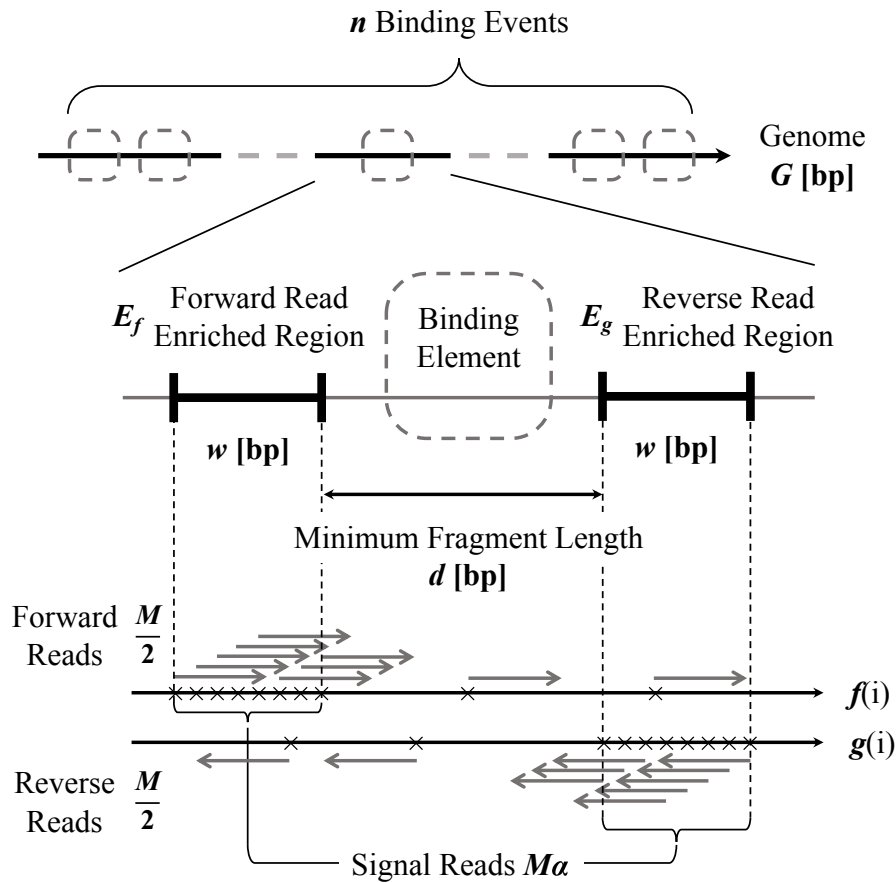 n Binding Events
Genome
G [bp]
E_f
Forward Read
Enriched Region
Binding
Element
E_g
Reverse Read
Enriched Region
w [bp]
w [bp]
Minimum Fragment Length
d [bp]
Forward Reads M/2
f(i)
g(i)
Reverse Reads M/2
Signal Reads Mα